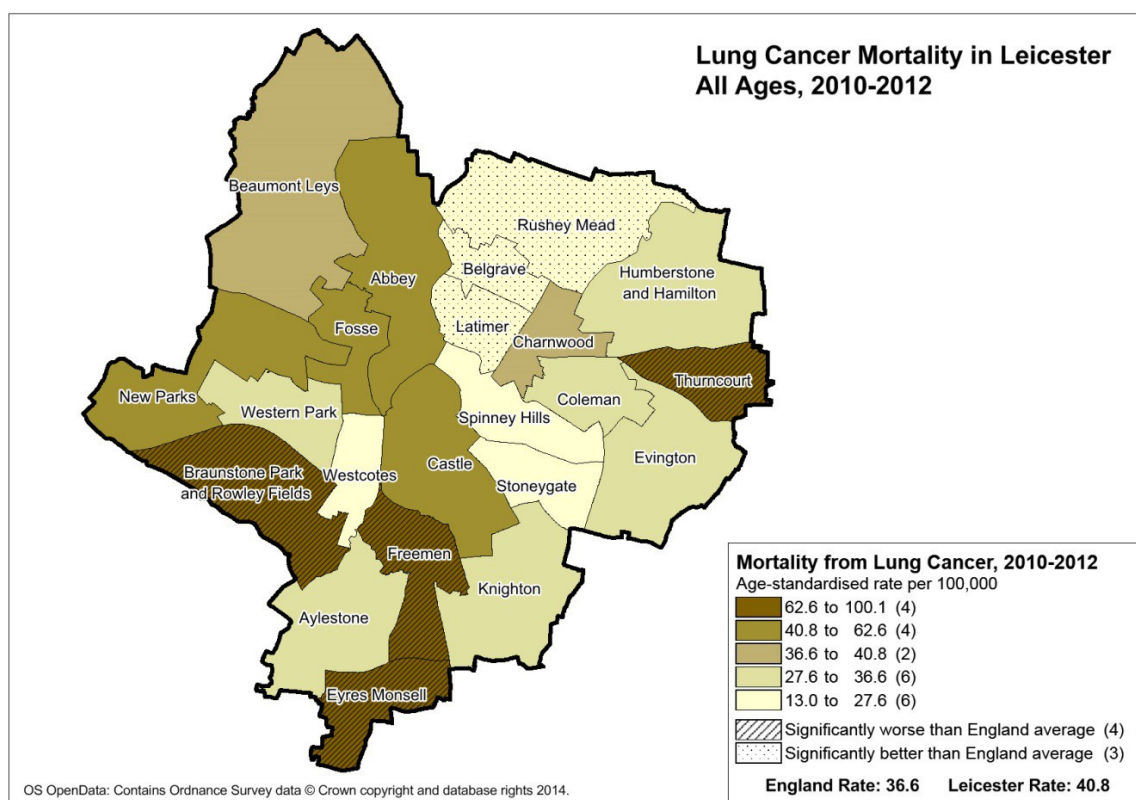 Lung Cancer Mortality in Leicester
All Ages, 2010-2012
Beaumont Leys
Rushey Mead
Abbey
Belgrave
Humberstone
and Hamilton
Fosse
Latimer
Charnwood
Thurncourt
New Parks
Western Park
Coleman
Spinney Hills
Braunstone Park
and Rowley Fields
Westcotes
Castle
Evington
Stoneygate
Freemen
Knighton
Aylestone
Eyres Monsell
Mortality from Lung Cancer, 2010-2012
Age-standardised rate per 100,000
62.6 to 100.1 (4)
40.8 to 62.6 (4)
36.6 to 40.8 (2)
27.6 to 36.6 (6)
13.0 to 27.6 (6)
Significantly worse than England average (4)
Significantly better than England average (3)
England Rate: 36.6 Leicester Rate: 40.8
OS OpenData: Contains Ordnance Survey data © Crown copyright and database rights 2014.